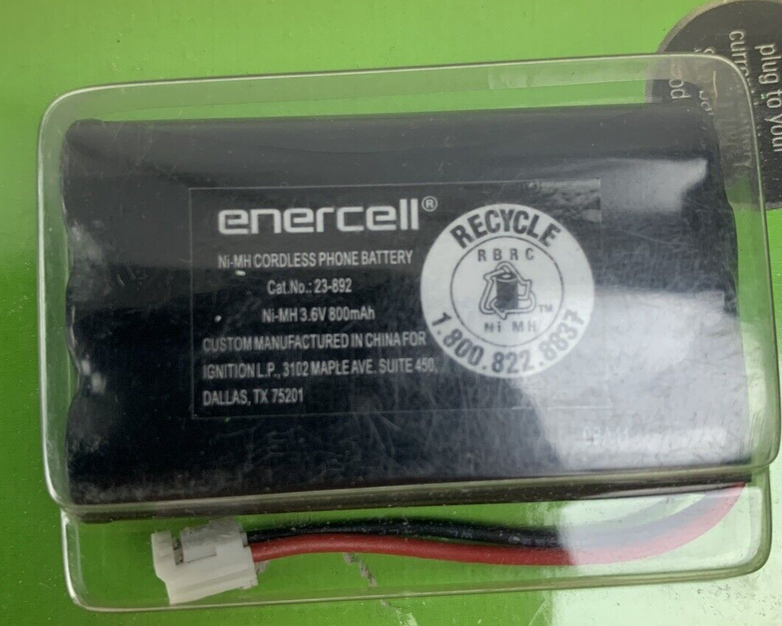 enercell®
Ni-MH CORDLESS PHONE BATTERY
Cat.No.: 23-892
Ni-MH 3.6V 800mAh
CUSTOM MANUFACTURED IN CHINA FOR
IGNITION L.P., 3102 MAPLE AVE. SUITE 450,
DALLAS, TX 75201
RECYCLE
RBRC
TM
Ni MH
1.800.822.8837
plug to your